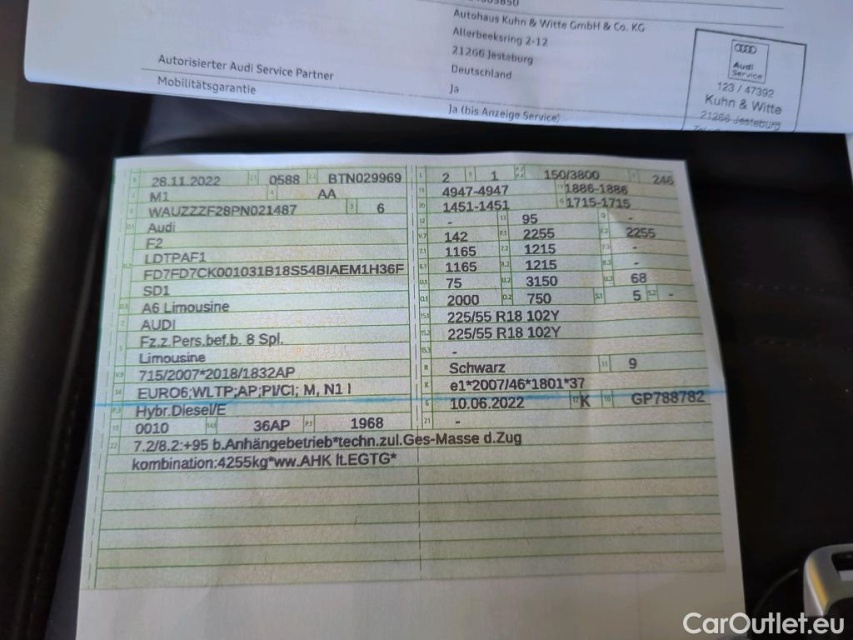 Autohaus Kuhn & Witte GmbH & Co. KG
Allerbeeksring 2-12
21266 Jesteburg
Deutschland
Autorisierter Audi Service Partner
Mobilitätsgarantie
Ja
Ja (bis Anzeige Service)
Audi
Service
123 / 47392
Kuhn & Witte
21266 Jesteburg
28.11.2022 0588 BTN029969 2 1 150/3800 246
M1 AA 4947-4947 1886-1886
WAUZZZF28PN021487 6 1451-1451 1715-1715
Audi - 95 -
F2 142 2255 2255
LDTPAF1 1165 1215 -
FD7FD7CK001031B18S54BIAEM1H36F 1165 1215 -
SD1 75 3150 68
A6 Limousine 2000 750 5 -
AUDI 225/55 R18 102Y
Fz.z.Pers.bef.b. 8 Spl. 225/55 R18 102Y
Limousine -
715/2007*2018/1832AP Schwarz 9
EURO6;WLTP;AP;PI/CI; M, N1 I e1*2007/46*1801*37
Hybr.Diesel/E 10.06.2022 K GP788782
0010 36AP 1968 -
7.2/8.2:+95 b.Anhängebetrieb*techn.zul.Ges-Masse d.Zug
kombination:4255kg*ww.AHK lt.EGTG*
CarOutlet.eu